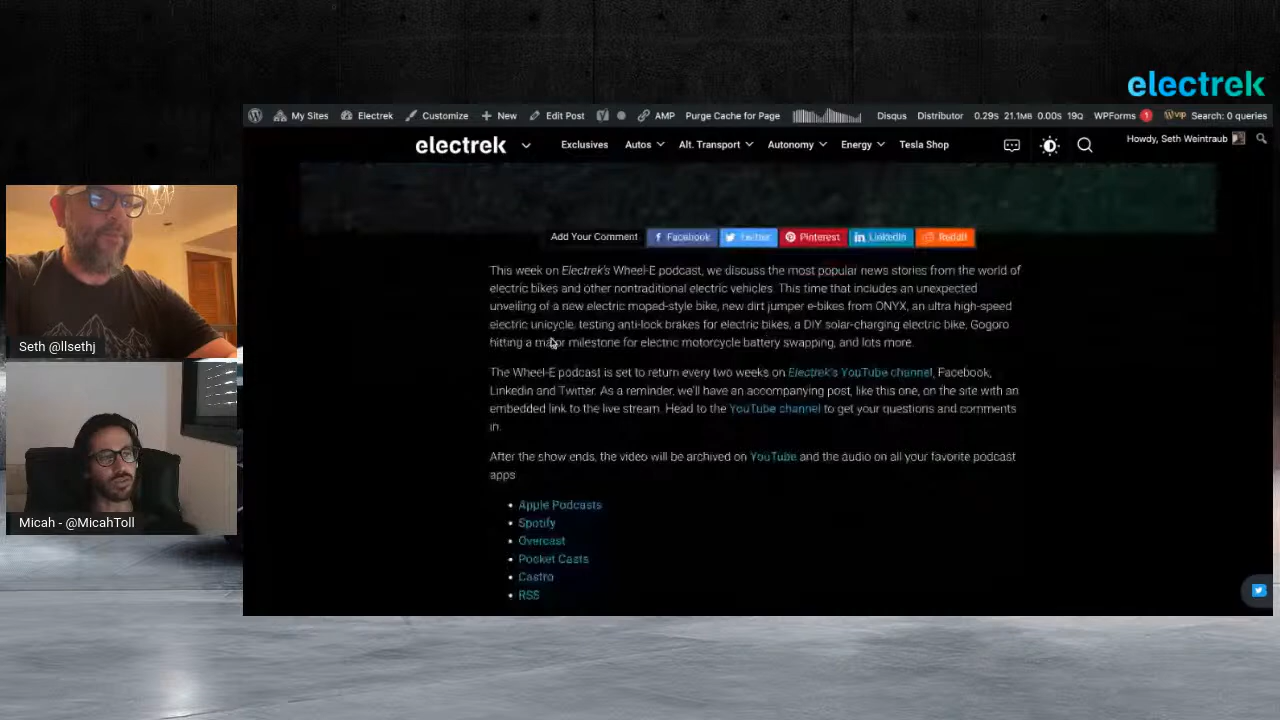 electrek
My Sites Electrek Customize New Edit Post AMP Purge Cache for Page Disqus Distributor 0.29s 21.1MB 0.00s 19Q WPForms 1 VIP Search: 0 queries
electrek Exclusives Autos Alt. Transport Autonomy Energy Tesla Shop Howdy, Seth Weintraub
Add Your Comment Facebook Twitter Pinterest LinkedIn Reddit
This week on Electrek's Wheel-E podcast, we discuss the most popular news stories from the world of
electric bikes and other nontraditional electric vehicles. This time that includes an unexpected
unveiling of a new electric moped-style bike, new dirt jumper e-bikes from ONYX, an ultra high-speed
electric unicycle, testing anti-lock brakes for electric bikes, a DIY solar-charging electric bike, Gogoro
hitting a major milestone for electric motorcycle battery swapping, and lots more.
The Wheel-E podcast is set to return every two weeks on Electrek's YouTube channel, Facebook,
Linkedin and Twitter. As a reminder, we'll have an accompanying post, like this one, on the site with an
embedded link to the live stream. Head to the YouTube channel to get your questions and comments
in.
After the show ends, the video will be archived on YouTube and the audio on all your favorite podcast
apps
• Apple Podcasts
• Spotify
• Overcast
• Pocket Casts
• Castro
• RSS
Seth @llsethj
Micah - @MicahToll